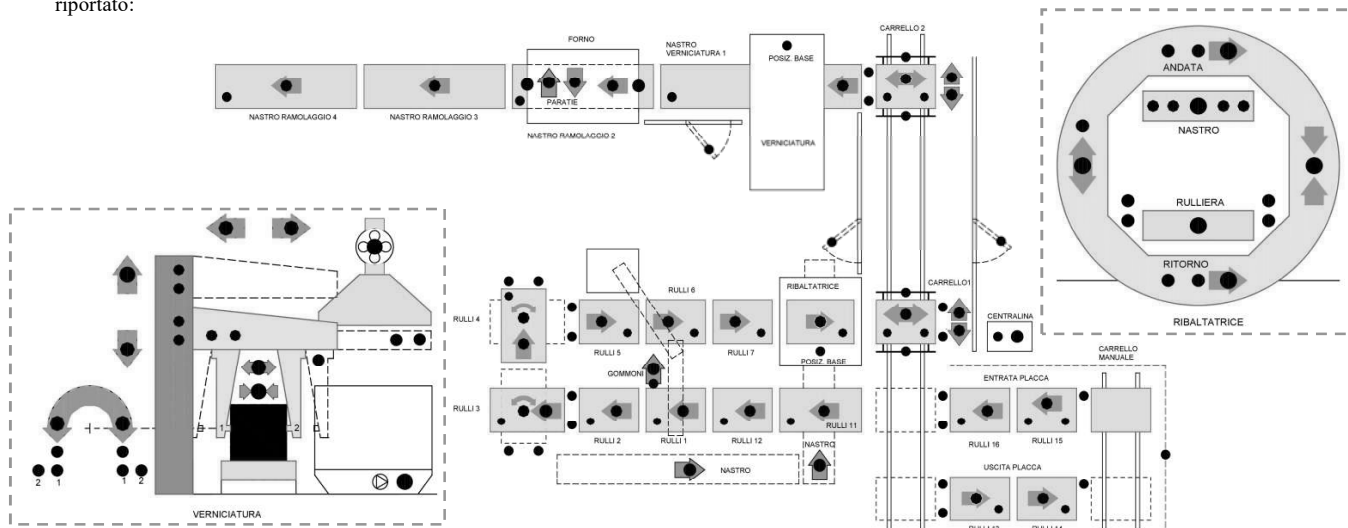 riportato:
FORNO
NASTRO
VERNICIATURA 1
POSIZ. BASE
CARRELLO 2
PARATIE
VERNICIATURA
NASTRO RAMOLAGGIO 4
NASTRO RAMOLAGGIO 3
NASTRO RAMOLAGGIO 2
ANDATA
NASTRO
RULLIERA
RITORNO
RIBALTATRICE
RULLI 6
RIBALTATRICE
CARRELLO1
CENTRALINA
RULLI 4
RULLI 5
RULLI 7
POSIZ. BASE
GOMMONI
CARRELLO
MANUALE
ENTRATA PLACCA
RULLI 3
RULLI 2
RULLI 1
RULLI 12
RULLI 11
RULLI 16
RULLI 15
NASTRO
NASTRO
USCITA PLACCA
1
2
2 1
1 2
VERNICIATURA